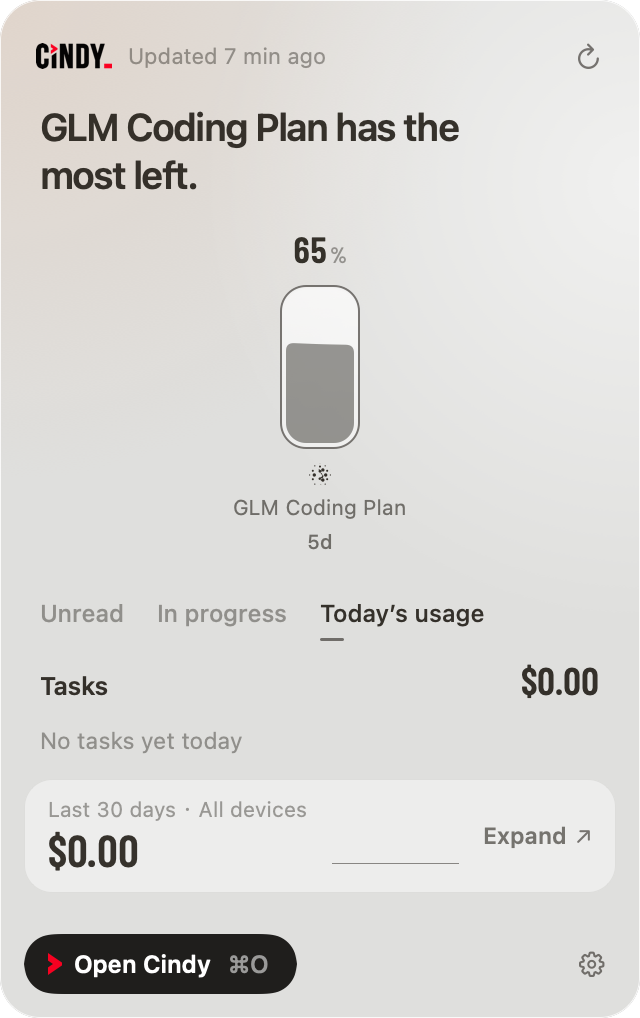 CiNDY_ Updated 7 min ago
GLM Coding Plan has the
most left.
65 %
GLM Coding Plan
5d
Unread In progress Today’s usage
Tasks $0.00
No tasks yet today
Last 30 days · All devices
$0.00
Expand ↗
Open Cindy ⌘O